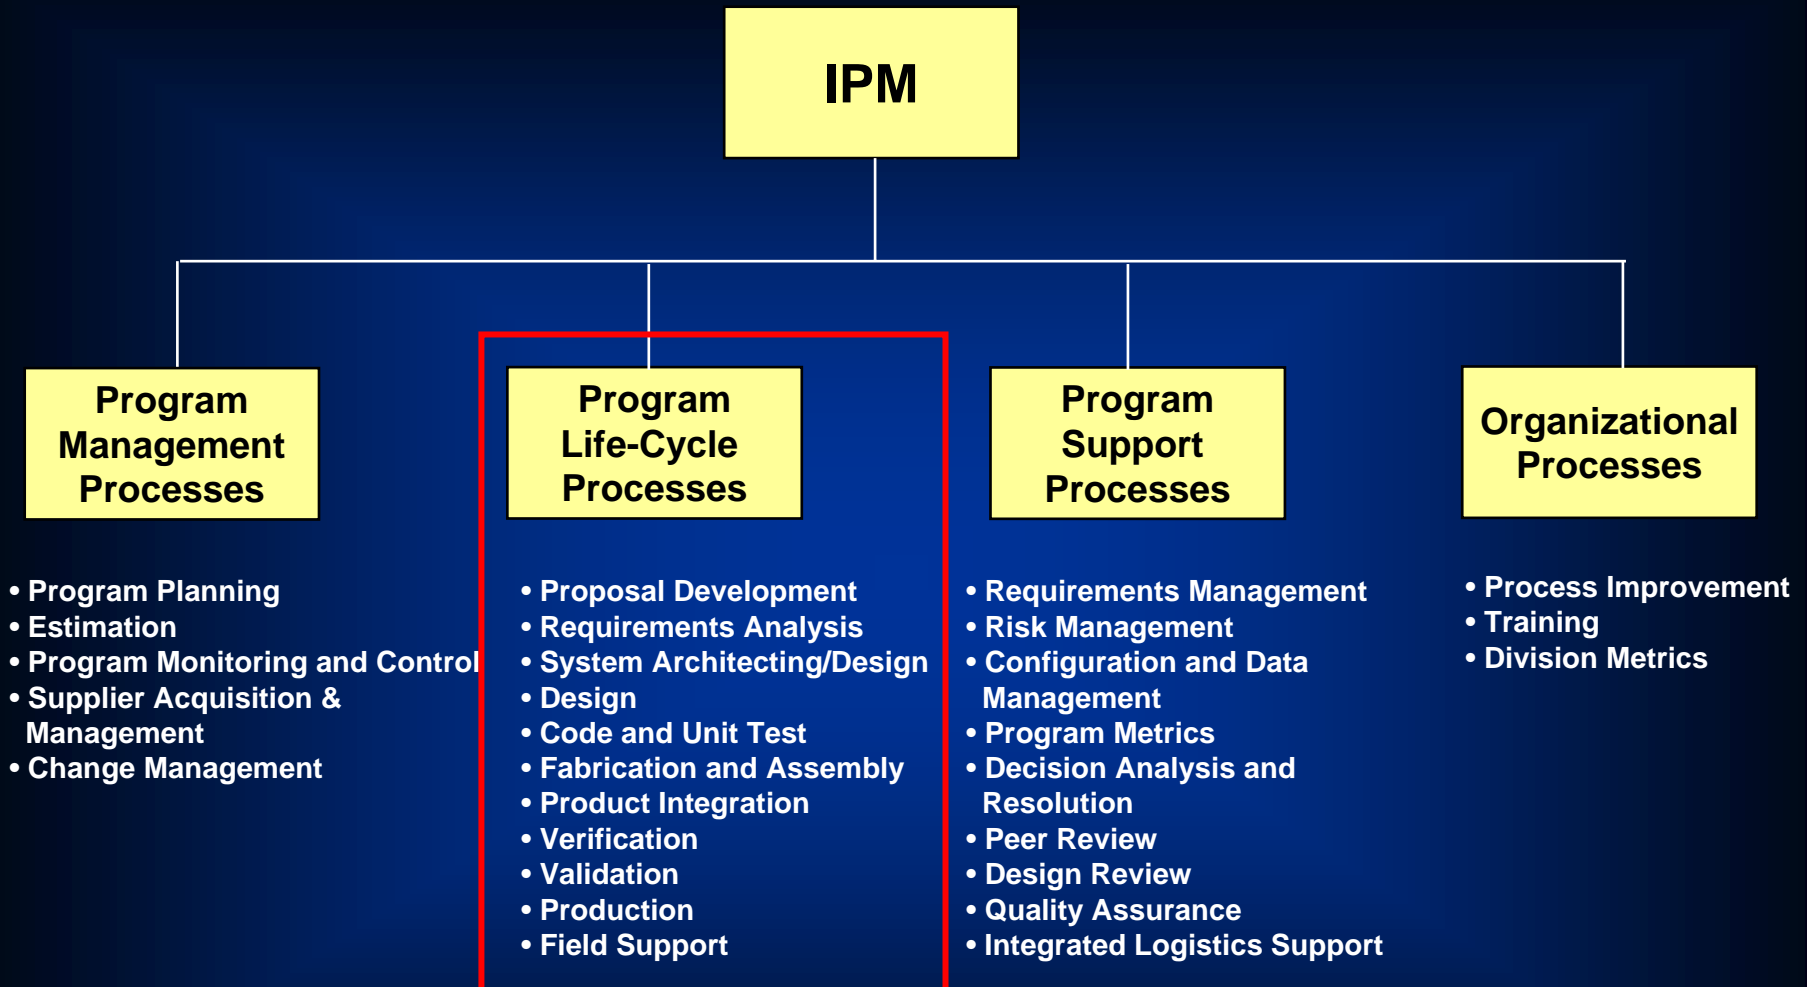 IPM
Program
Management
Processes
• Program Planning
• Estimation
• Program Monitoring and Control
• Supplier Acquisition &
Management
• Change Management
Program
Life-Cycle
Processes
• Proposal Development
• Requirements Analysis
• System Architecting/Design
• Design
• Code and Unit Test
• Fabrication and Assembly
• Product Integration
• Verification
• Validation
• Production
• Field Support
Program
Support
Processes
• Requirements Management
• Risk Management
• Configuration and Data
Management
• Program Metrics
• Decision Analysis and
Resolution
• Peer Review
• Design Review
• Quality Assurance
• Integrated Logistics Support
Organizational
Processes
• Process Improvement
• Training
• Division Metrics